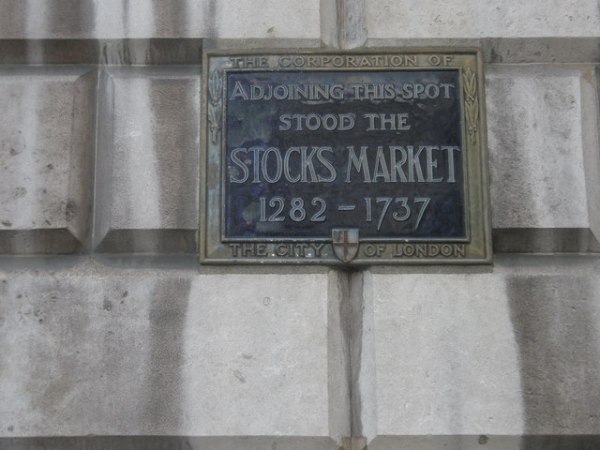 THE CORPORATION OF
ADJOINING THIS SPOT
STOOD THE
STOCKS MARKET
1282 – 1737
THE CITY OF LONDON